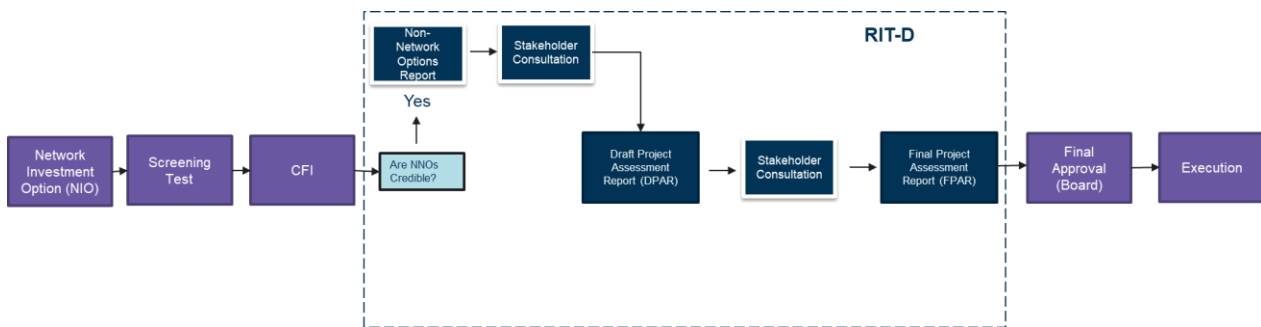 RIT-D
Non-
Network
Options
Report
Stakeholder
Consultation
Yes
Network
Investment
Option (NIO)
Screening
Test
CFI
Are NNOs
Credible?
Draft Project
Assessment
Report (DPAR)
Stakeholder
Consultation
Final Project
Assessment
Report (FPAR)
Final
Approval
(Board)
Execution